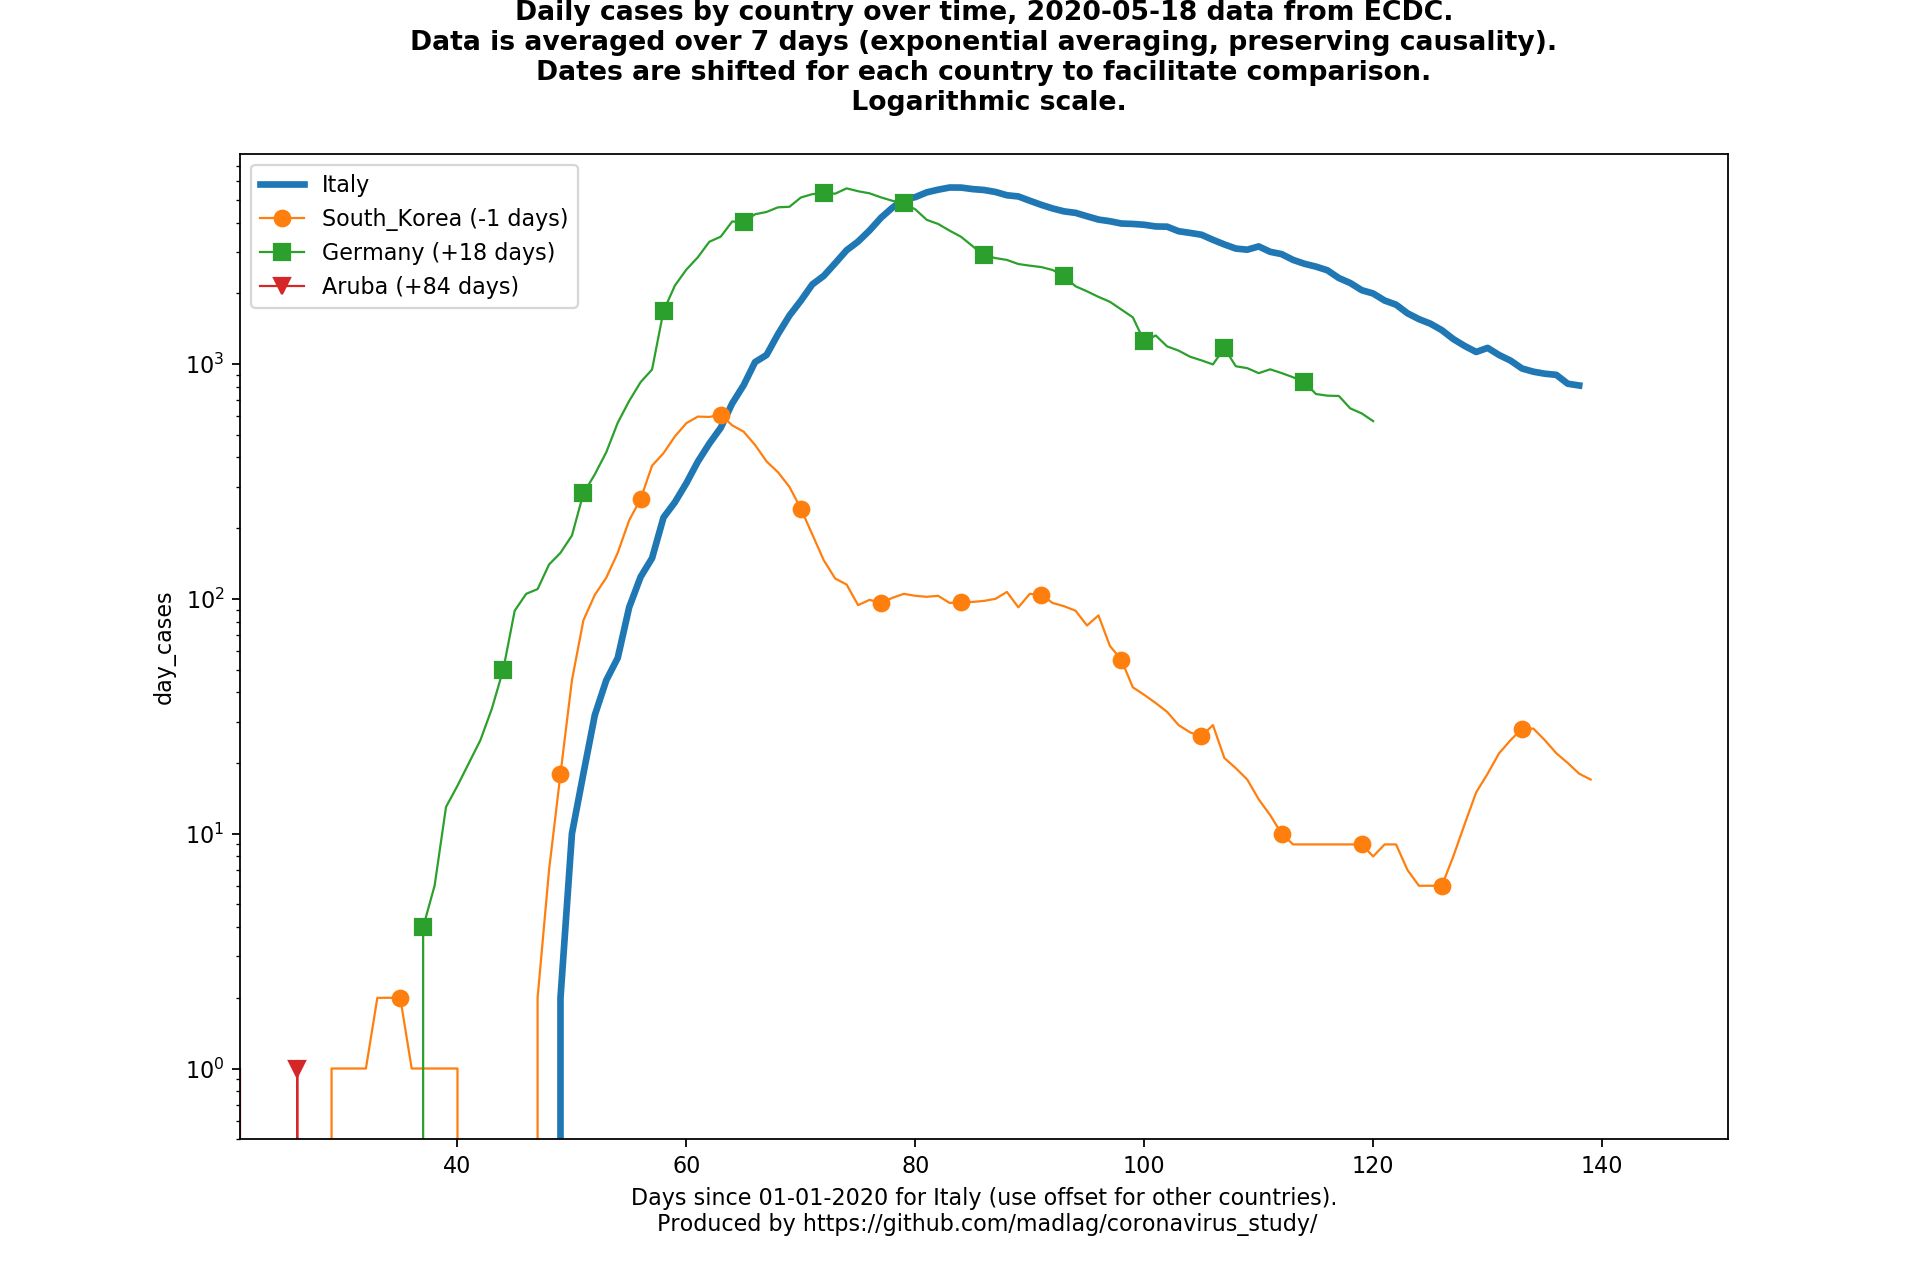 Daily cases by country over time, 2020-05-18 data from ECDC.
Data is averaged over 7 days (exponential averaging, preserving causality).
Dates are shifted for each country to facilitate comparison.
Logarithmic scale.
Italy
South_Korea (-1 days)
Germany (+18 days)
Aruba (+84 days)
10³
10²
10¹
10⁰
day_cases
40 60 80 100 120 140
Days since 01-01-2020 for Italy (use offset for other countries).
Produced by https://github.com/madlag/coronavirus_study/